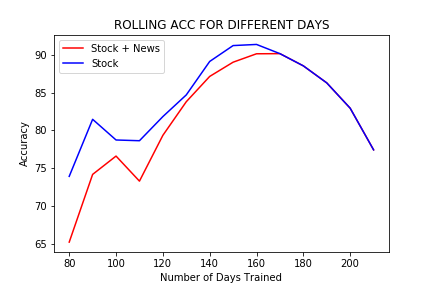 ROLLING ACC FOR DIFFERENT DAYS
Stock + News
Stock
Accuracy
90
85
80
75
70
65
80 100 120 140 160 180 200
Number of Days Trained